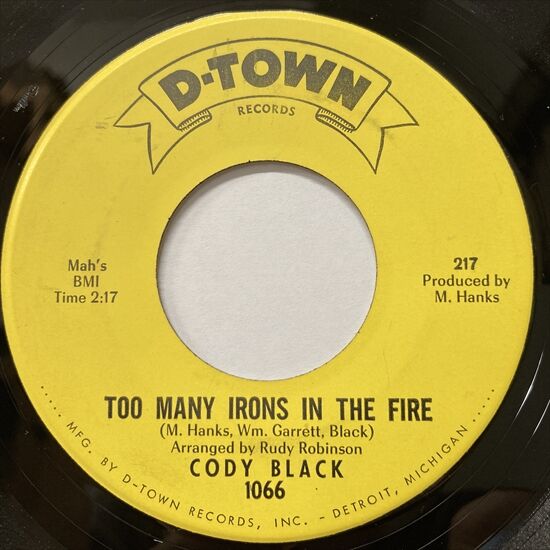 D-TOWN
RECORDS
Mah's
BMI
Time 2:17
217
Produced by
M. Hanks
TOO MANY IRONS IN THE FIRE
(M. Hanks, Wm. Garrett, Black)
Arranged by Rudy Robinson
CODY BLACK
1066
..... MFG. BY D-TOWN RECORDS, INC. - DETROIT, MICHIGAN .....